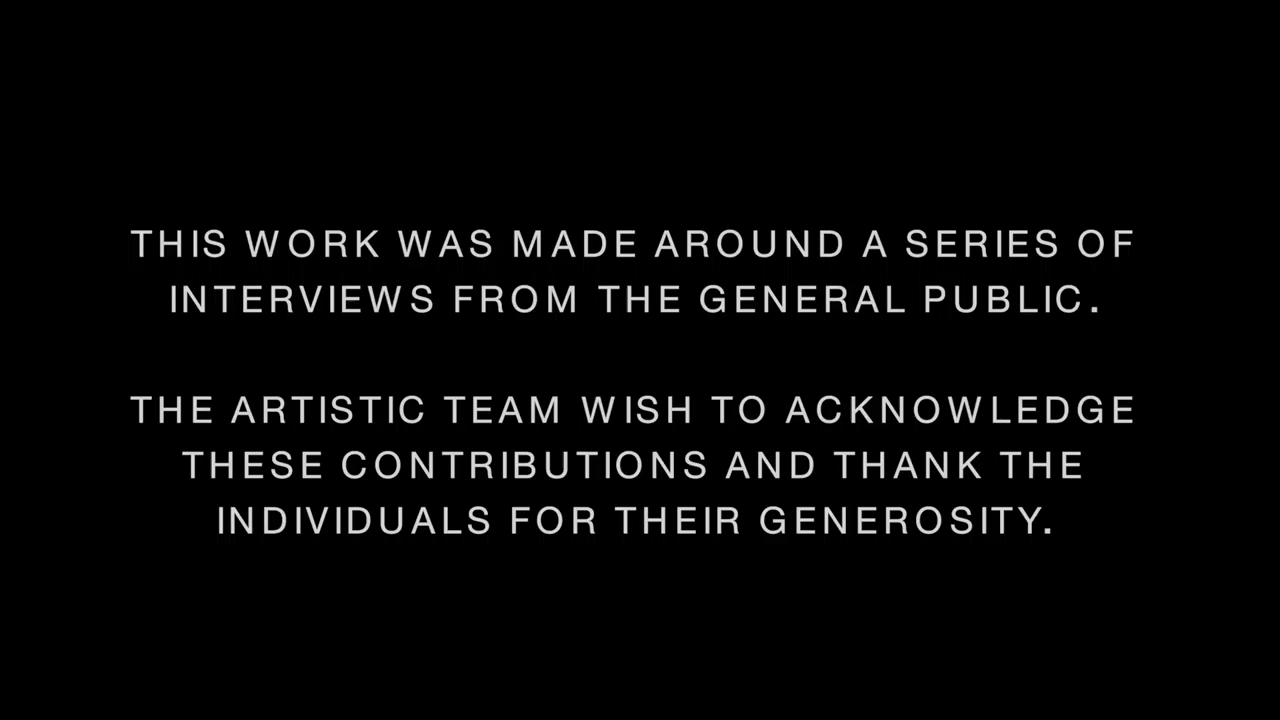 THIS WORK WAS MADE AROUND A SERIES OF
INTERVIEWS FROM THE GENERAL PUBLIC.
THE ARTISTIC TEAM WISH TO ACKNOWLEDGE
THESE CONTRIBUTIONS AND THANK THE
INDIVIDUALS FOR THEIR GENEROSITY.